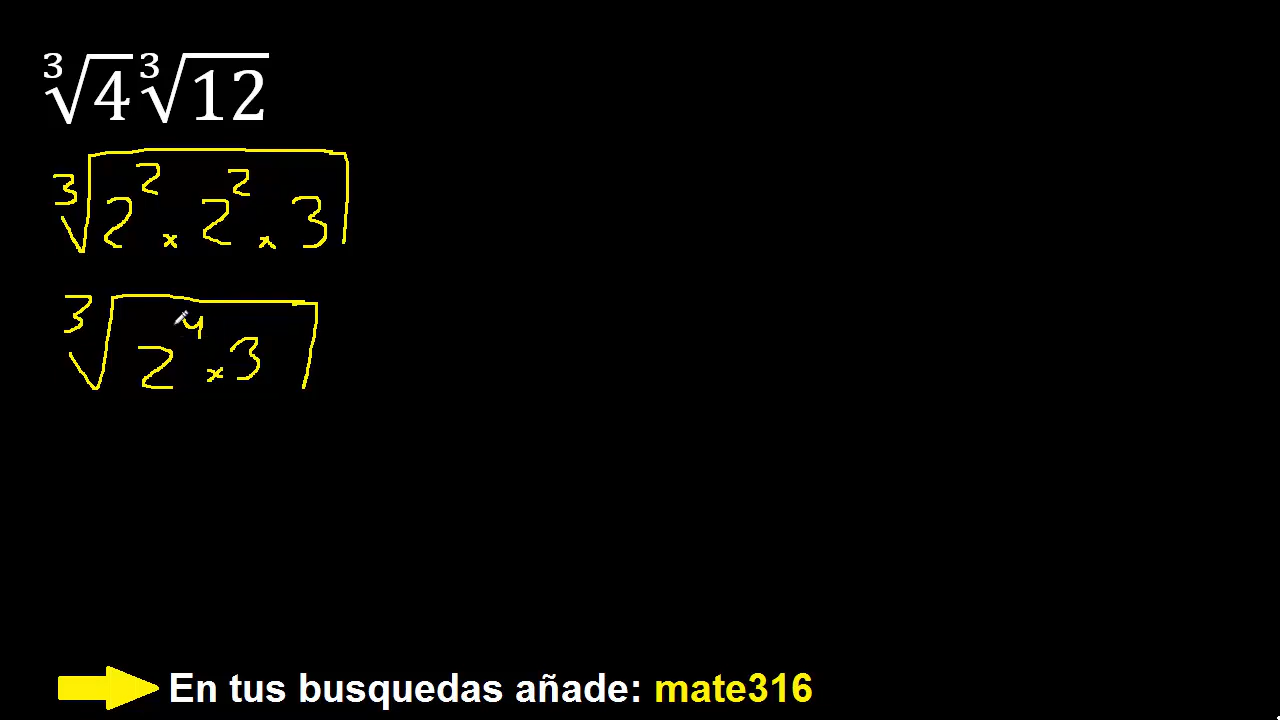 ∛4∛12
∛(2² × 2² × 3)
∛(2⁴ × 3)
En tus busquedas añade: mate316